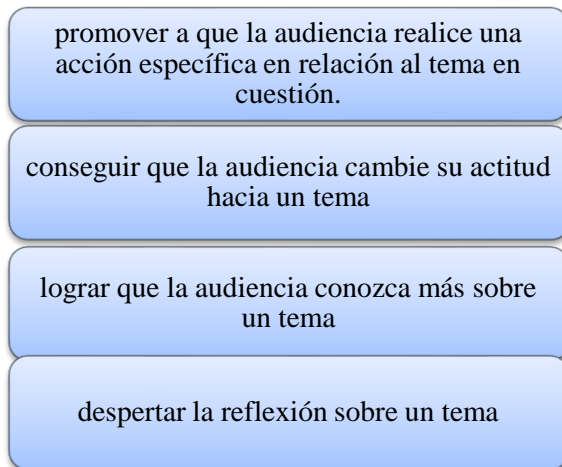 promover a que la audiencia realice una
acción específica en relación al tema en
cuestión.
conseguir que la audiencia cambie su actitud
hacia un tema
lograr que la audiencia conozca más sobre
un tema
despertar la reflexión sobre un tema